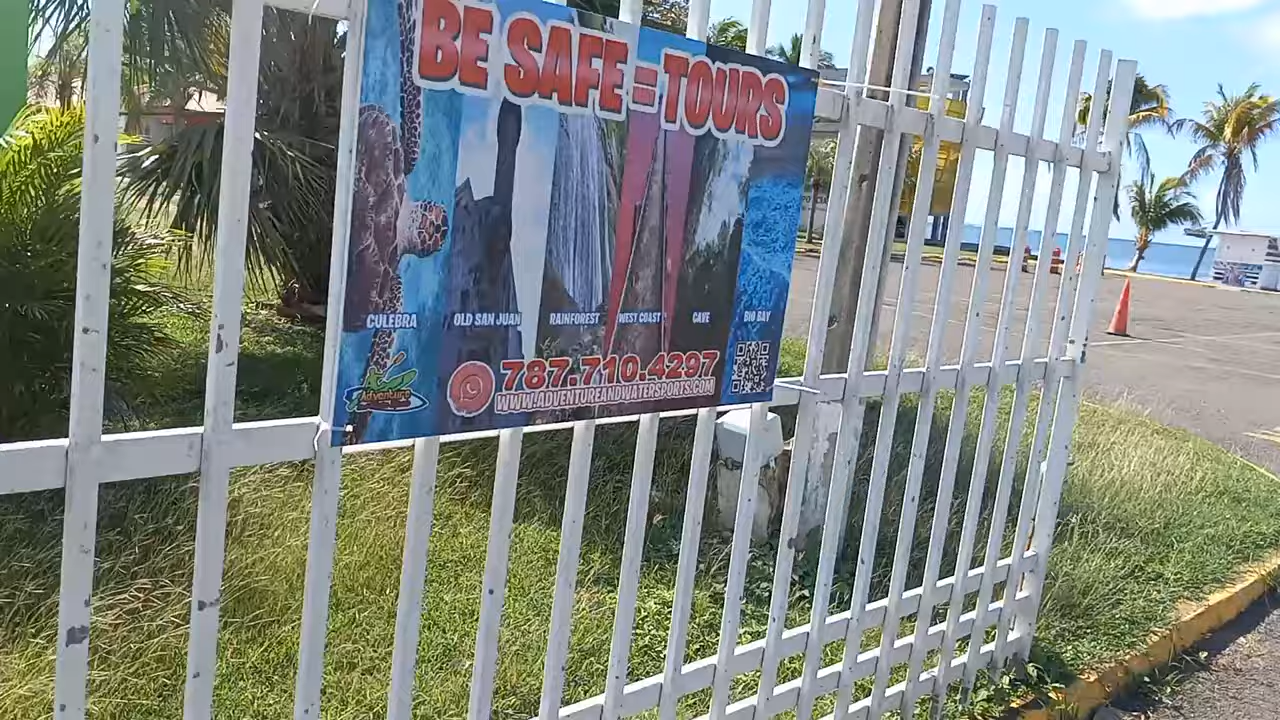 BE SAFE = TOURS
CULEBRA
OLD SAN JUAN
RAINFOREST
WEST COAST
CAVE
BIO BAY
787.710.4297
WWW.ADVENTUREANDWATERSPORTS.COM
Adventure